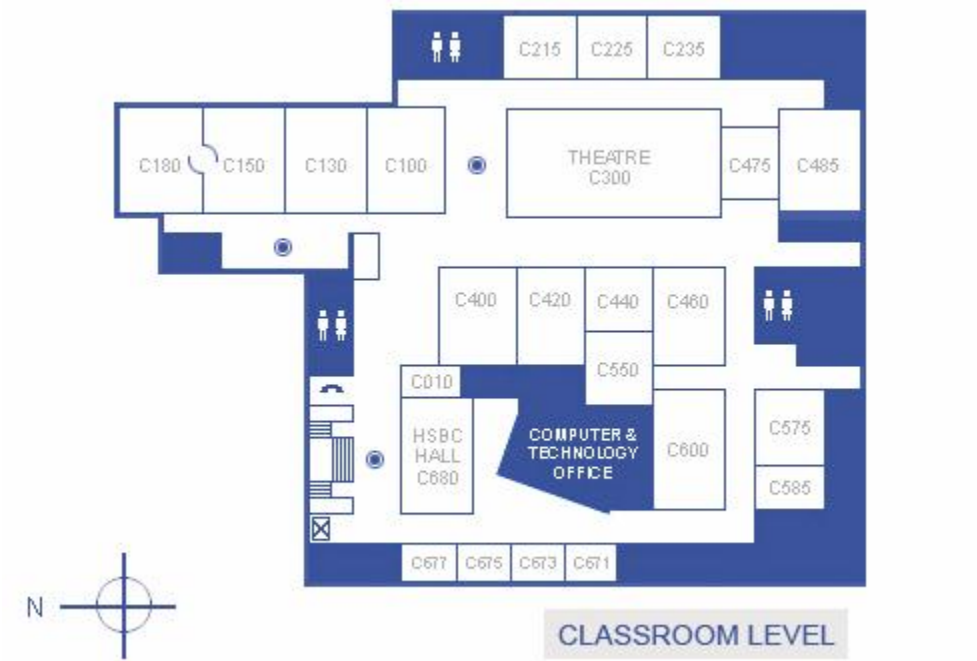 C215 C225 C235
C180 C150 C130 C100
THEATRE
C300
C475 C485
C400 C420 C440 C460
C550
C010
HSBC
HALL
C680
COMPUTER &
TECHNOLOGY
OFFICE
C600
C575
C585
C677 C675 C673 C671
N
CLASSROOM LEVEL